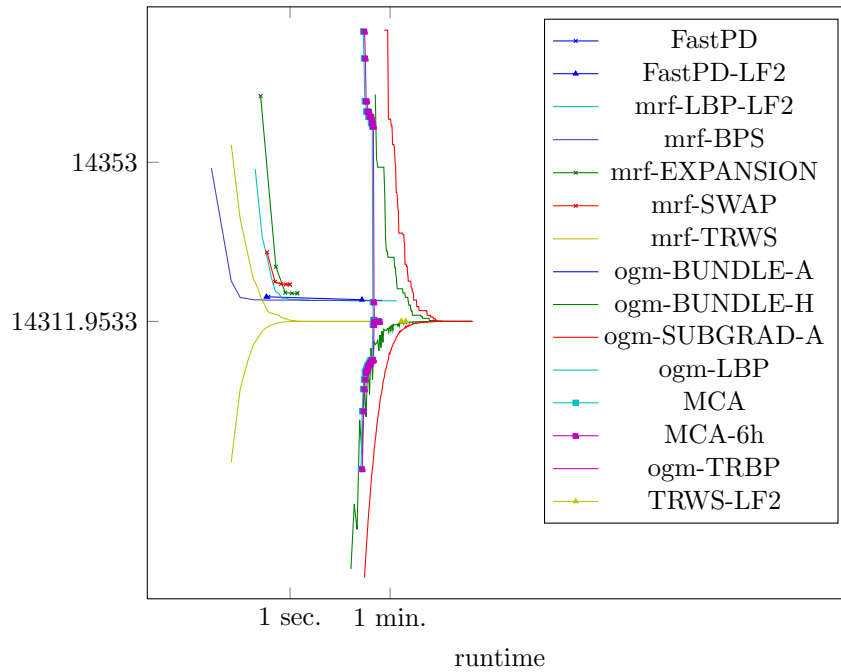 FastPD
FastPD-LF2
mrf-LBP-LF2
mrf-BPS
mrf-EXPANSION
mrf-SWAP
mrf-TRWS
ogm-BUNDLE-A
ogm-BUNDLE-H
ogm-SUBGRAD-A
ogm-LBP
MCA
MCA-6h
ogm-TRBP
TRWS-LF2
14353
14311.9533
1 sec. 1 min.
runtime